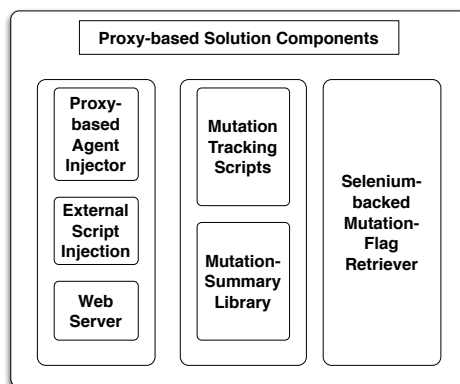 Proxy-based Solution Components
Proxy-
based
Agent
Injector
External
Script
Injection
Web
Server
Mutation
Tracking
Scripts
Mutation-
Summary
Library
Selenium-
backed
Mutation-
Flag
Retriever